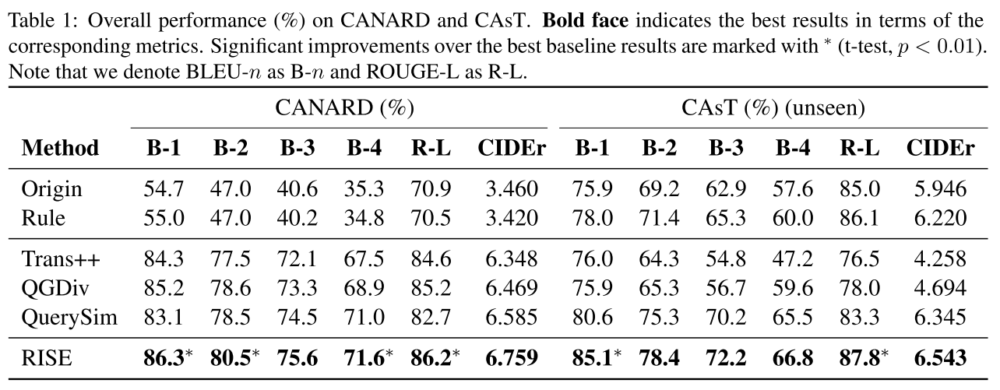 Table 1: Overall performance (%) on CANARD and CAsT. Bold face indicates the best results in terms of the
corresponding metrics. Significant improvements over the best baseline results are marked with * (t-test, p < 0.01).
Note that we denote BLEU-n as B-n and ROUGE-L as R-L.
CANARD (%) CAsT (%) (unseen)
Method B-1 B-2 B-3 B-4 R-L CIDEr B-1 B-2 B-3 B-4 R-L CIDEr
Origin 54.7 47.0 40.6 35.3 70.9 3.460 75.9 69.2 62.9 57.6 85.0 5.946
Rule 55.0 47.0 40.2 34.8 70.5 3.420 78.0 71.4 65.3 60.0 86.1 6.220
Trans++ 84.3 77.5 72.1 67.5 84.6 6.348 76.0 64.3 54.8 47.2 76.5 4.258
QGDiv 85.2 78.6 73.3 68.9 85.2 6.469 75.9 65.3 56.7 59.6 78.0 4.694
QuerySim 83.1 78.5 74.5 71.0 82.7 6.585 80.6 75.3 70.2 65.5 83.3 6.345
RISE 86.3* 80.5* 75.6 71.6* 86.2* 6.759 85.1* 78.4 72.2 66.8 87.8* 6.543